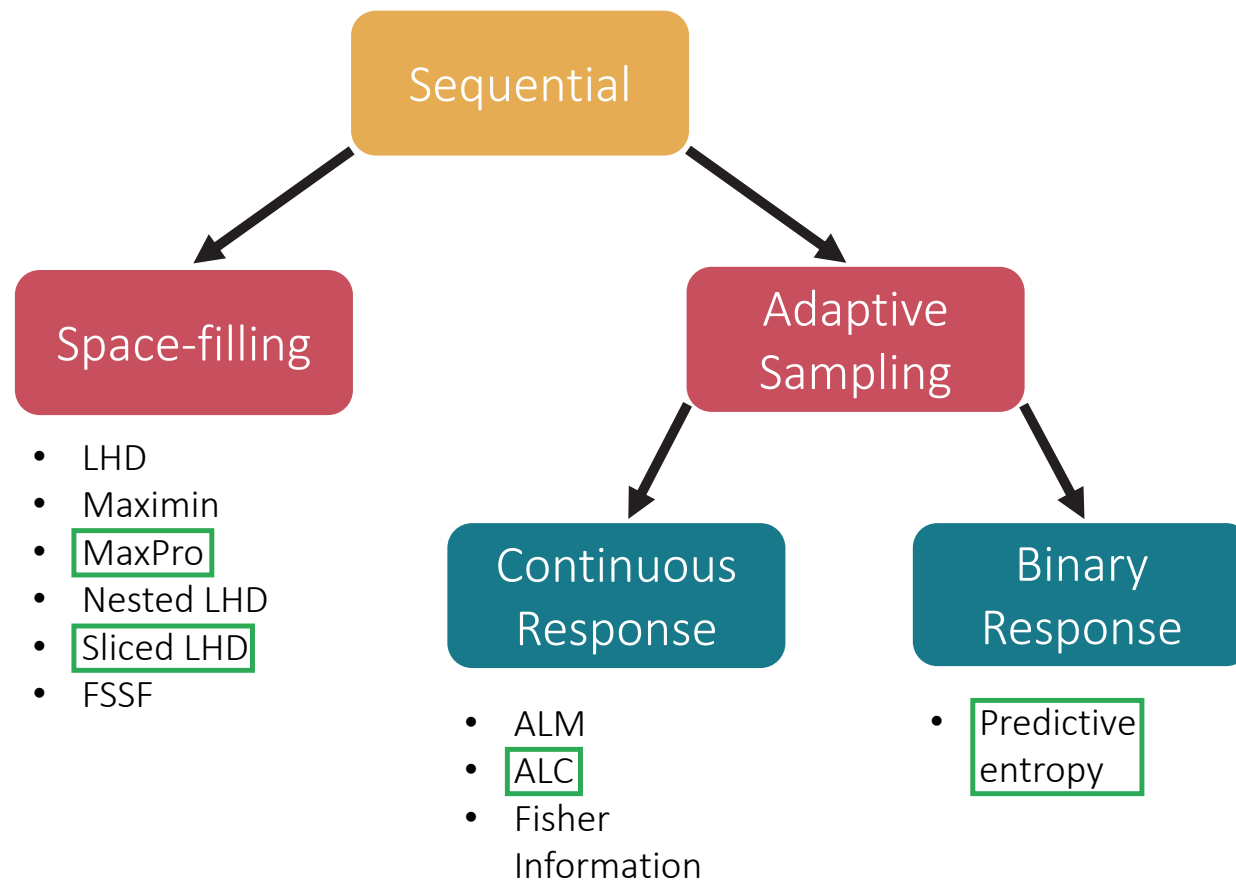 Sequential
Space-filling
Adaptive
Sampling
• LHD
• Maximin
• MaxPro
• Nested LHD
• Sliced LHD
• FSSF
Continuous
Response
• ALM
• ALC
• Fisher
Information
Binary
Response
• Predictive
entropy